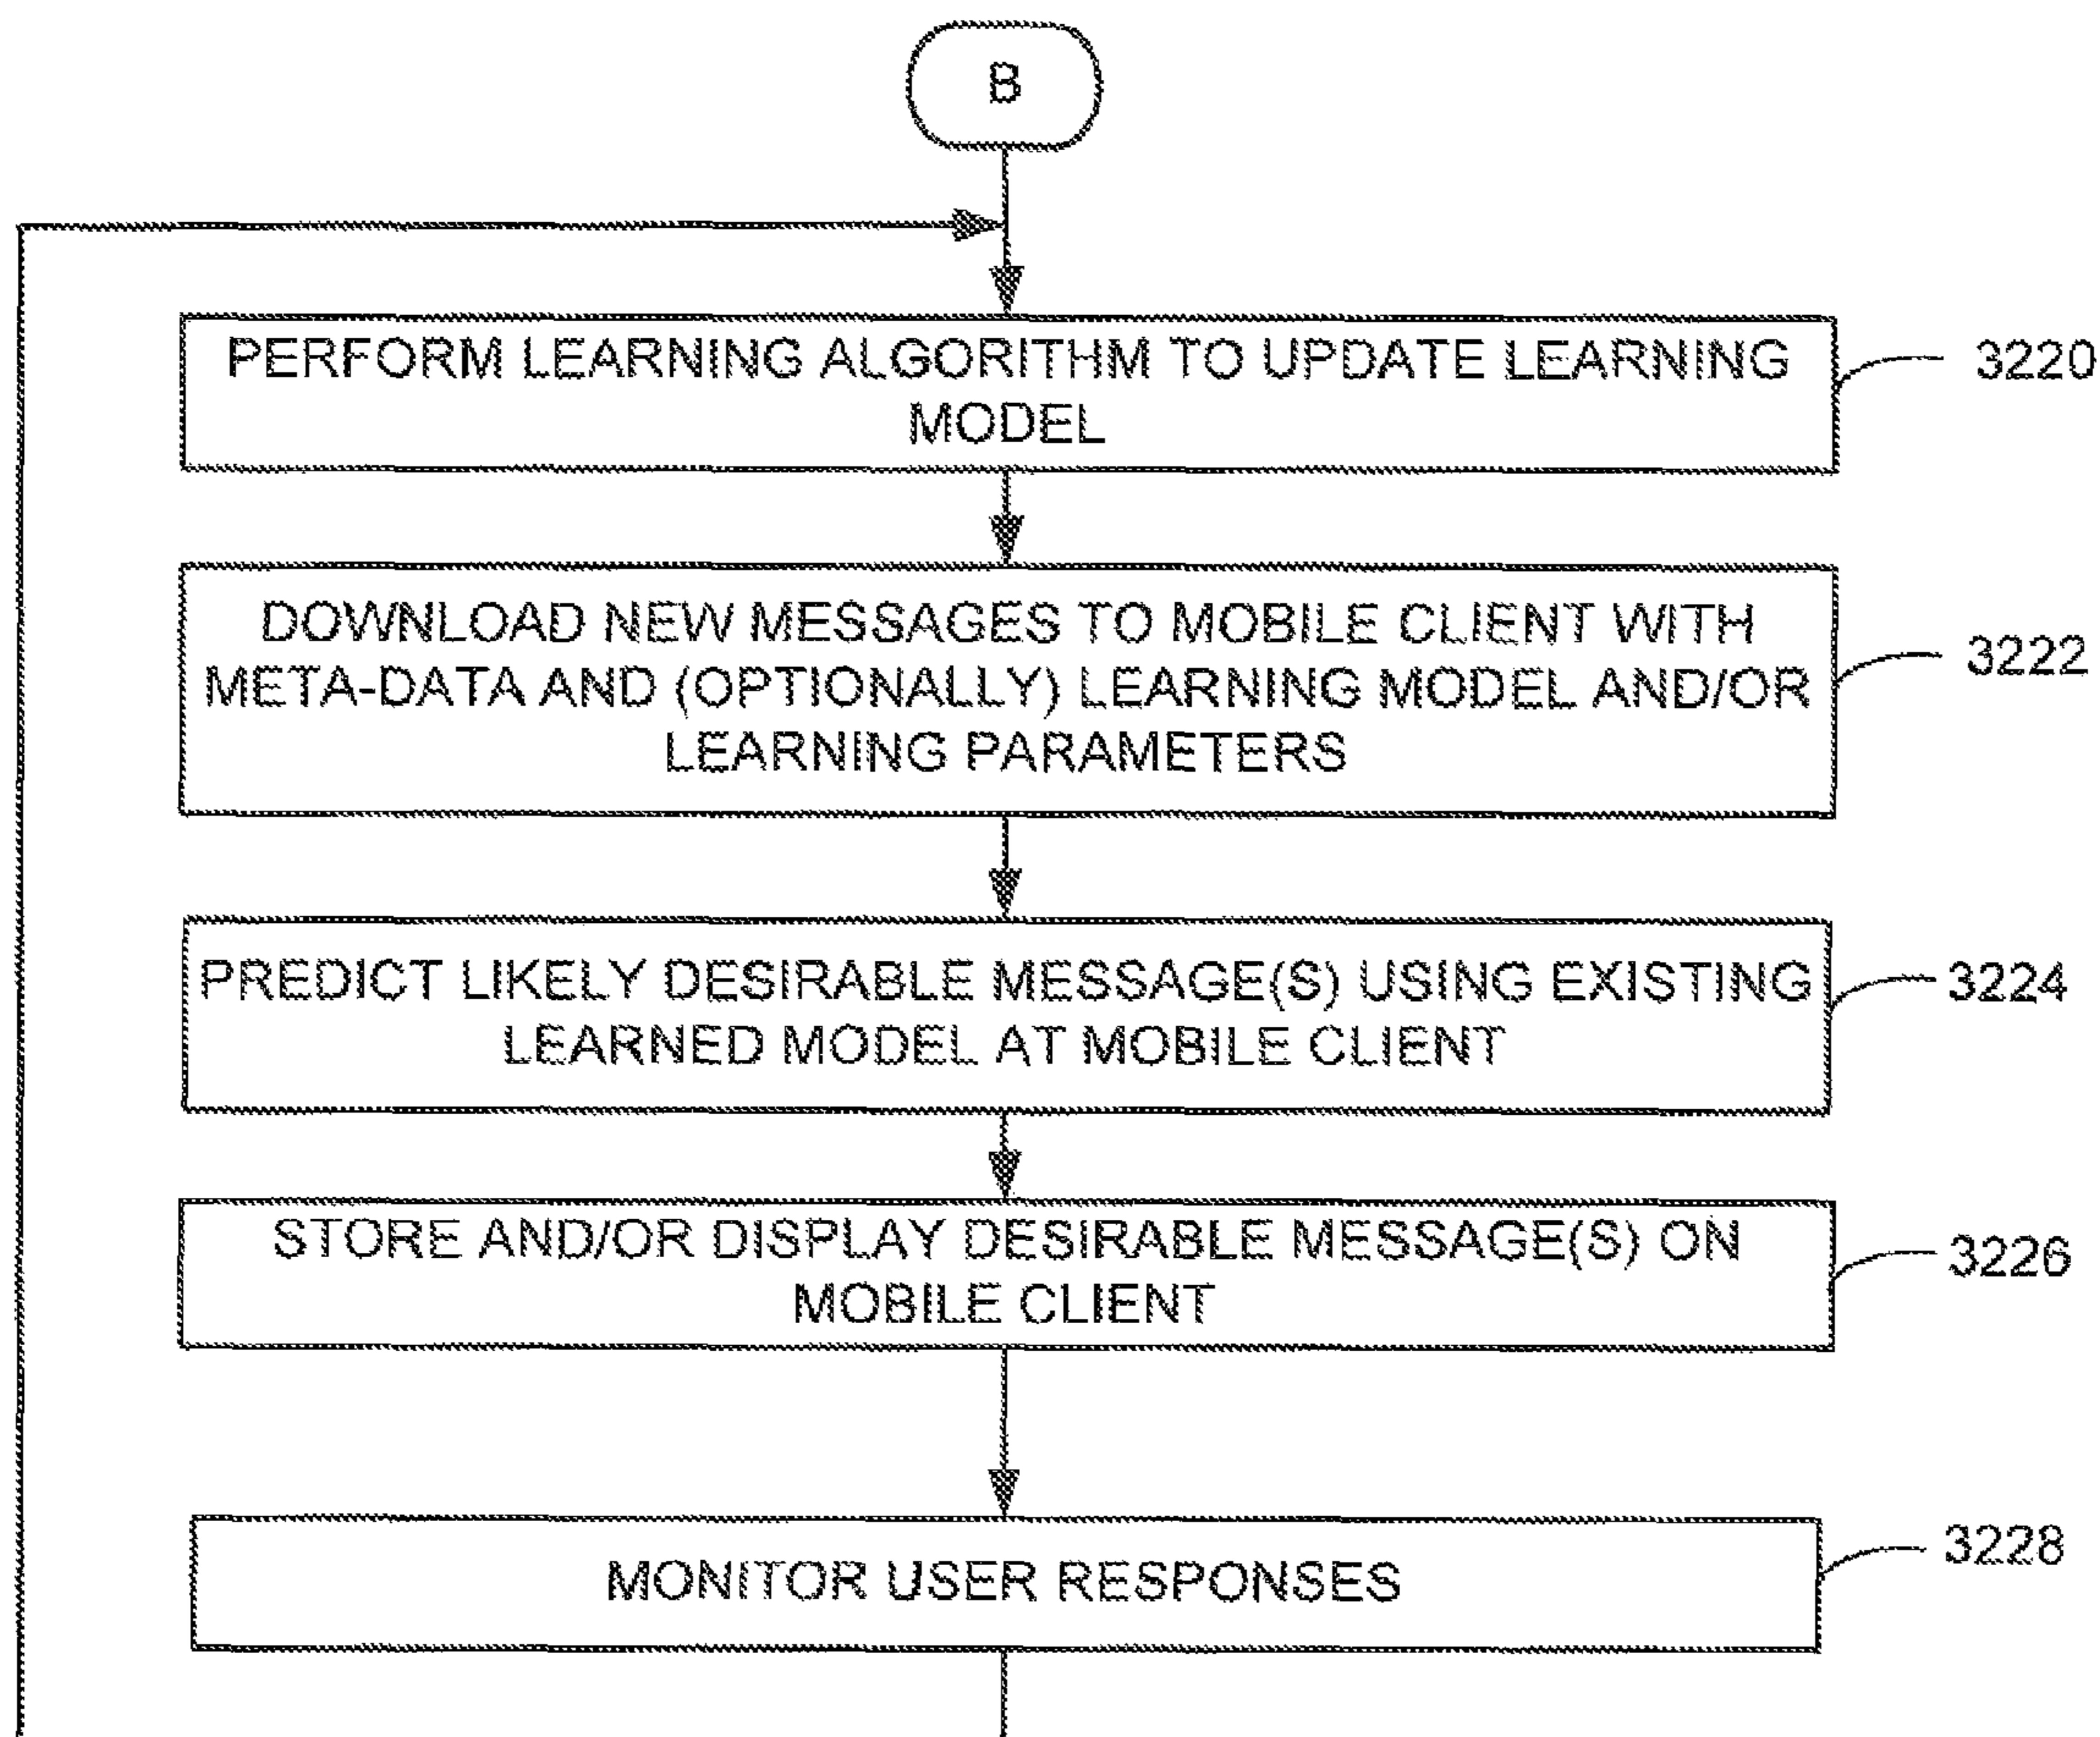 B
PERFORM LEARNING ALGORITHM TO UPDATE LEARNING
MODEL
3220
DOWNLOAD NEW MESSAGES TO MOBILE CLIENT WITH
META-DATA AND (OPTIONALLY) LEARNING MODEL AND/OR
LEARNING PARAMETERS
3222
PREDICT LIKELY DESIRABLE MESSAGE(S) USING EXISTING
LEARNED MODEL AT MOBILE CLIENT
3224
STORE AND/OR DISPLAY DESIRABLE MESSAGE(S) ON
MOBILE CLIENT
3226
MONITOR USER RESPONSES
3228